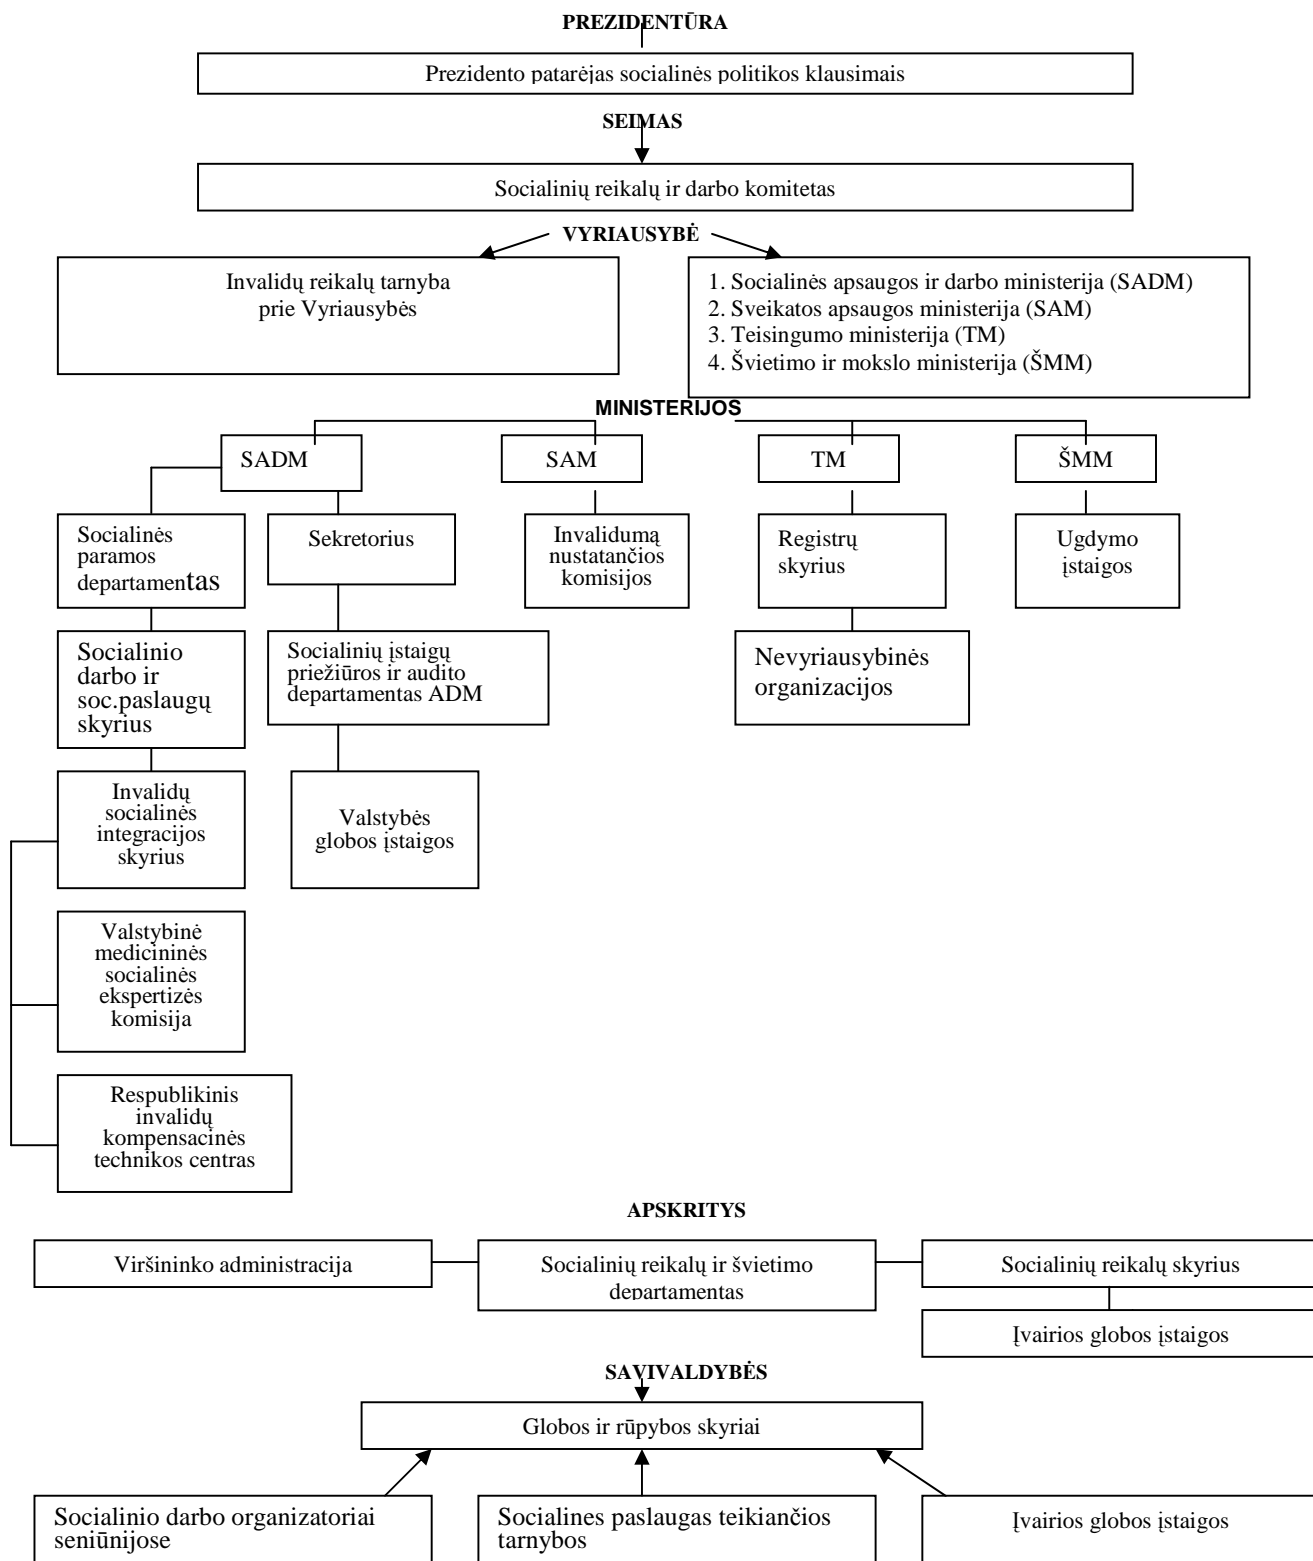 PREZIDENTŪRA
Prezidento patarėjas socialinės politikos klausimais
SEIMAS
Socialinių reikalų ir darbo komitetas
VYRIAUSYBĖ
Invalidų reikalų tarnyba
prie Vyriausybės
1. Socialinės apsaugos ir darbo ministerija (SADM)
2. Sveikatos apsaugos ministerija (SAM)
3. Teisingumo ministerija (TM)
4. Švietimo ir mokslo ministerija (ŠMM)
MINISTERIJOS
SADM
SAM
TM
ŠMM
Socialinės
paramos
departamentas
Sekretorius
Invalidumą
nustatančios
komisijos
Registrų
skyrius
Ugdymo
įstaigos
Socialinio
darbo ir
soc.paslaugų
skyrius
Socialinių įstaigų
priežiūros ir audito
departamentas ADM
Nevyriausybinės
organizacijos
Invalidų
socialinės
integracijos
skyrius
Valstybės
globos įstaigos
Valstybinė
medicininės
socialinės
ekspertizės
komisija
Respublikinis
invalidų
kompensacinės
technikos centras
APSKRITYS
Viršininko administracija
Socialinių reikalų ir švietimo
departamentas
Socialinių reikalų skyrius
Įvairios globos įstaigos
SAVIVALDYBĖS
Globos ir rūpybos skyriai
Socialinio darbo organizatoriai
seniūnijose
Socialines paslaugas teikiančios
tarnybos
Įvairios globos įstaigos